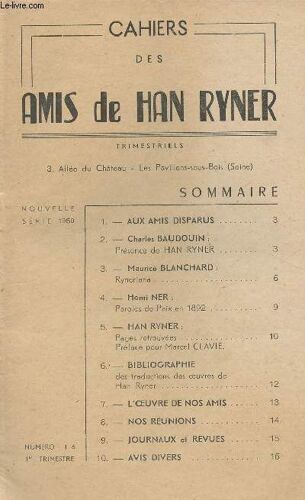 Le-livre.com
CAHIERS
DES
AMIS de HAN RYNER
TRIMESTRIELS
3. Allée du Château - Les Pavillons-sous-Bois (Seine)
SOMMAIRE
NOUVELLE
SERIE 1950
1. — AUX AMIS DISPARUS ........ 3
2. — Charles BAUDOUIN :
Présence de HAN RYNER .... 3
3. — Maurice BLANCHARD :
Ryneriana .................. 6
4. — Henri NER :
Paroles de Paix en 1892 ....... 9
5. — HAN RYNER :
Pages retrouvées ............ 10
Préface pour Marcel CLAVIE.
6. — BIBLIOGRAPHIE
des traductions des œuvres de
Han Ryner ................ 12
7. — L'ŒUVRE DE NOS AMIS .... 13
8. — NOS REUNIONS ............ 14
9. — JOURNAUX et REVUES .... 15
10. — AVIS DIVERS ............ 16
NUMERO
1er TRIMESTRE